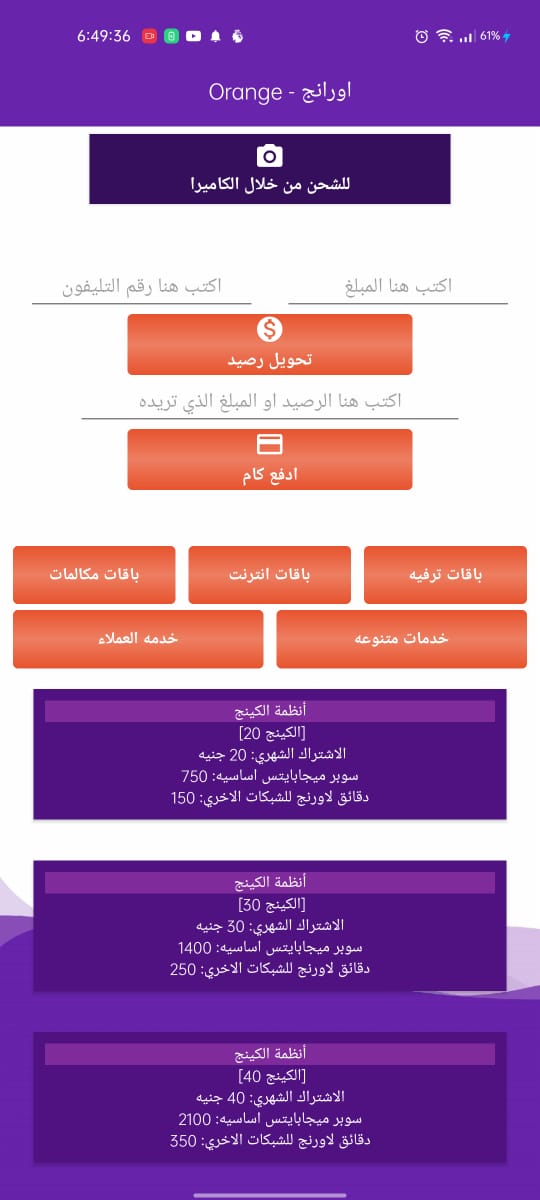 6:49:36
61%
اورانج - Orange
للشحن من خلال الكاميرا
اكتب هنا المبلغ
اكتب هنا رقم التليفون
تحويل رصيد
اكتب هنا الرصيد او المبلغ الذي تريده
ادفع كام
باقات ترفيه
باقات انترنت
باقات مكالمات
خدمات متنوعه
خدمه العملاء
أنظمة الكينج
[الكينج 20]
الاشتراك الشهري: 20 جنيه
سوبر ميجابايتس اساسيه: 750
دقائق لاورنج للشبكات الاخري: 150
أنظمة الكينج
[الكينج 30]
الاشتراك الشهري: 30 جنيه
سوبر ميجابايتس اساسيه: 1400
دقائق لاورنج للشبكات الاخري: 250
أنظمة الكينج
[الكينج 40]
الاشتراك الشهري: 40 جنيه
سوبر ميجابايتس اساسيه: 2100
دقائق لاورنج للشبكات الاخري: 350